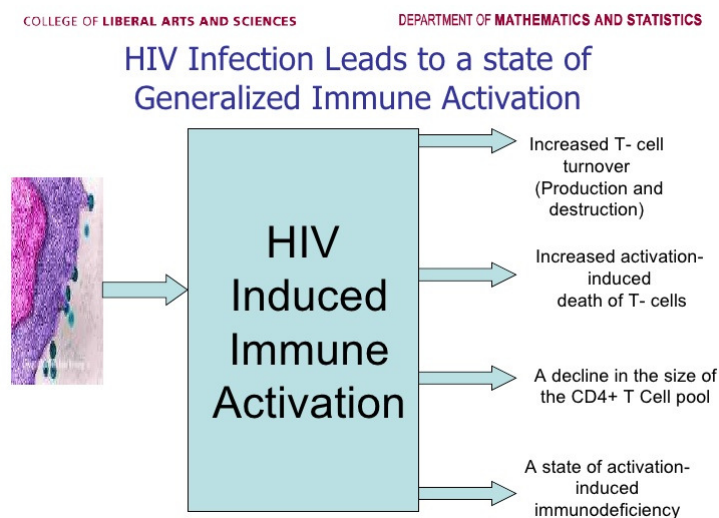 COLLEGE OF LIBERAL ARTS AND SCIENCES
DEPARTMENT OF MATHEMATICS AND STATISTICS
HIV Infection Leads to a state of
Generalized Immune Activation
HIV
Induced
Immune
Activation
Increased T- cell
turnover
(Production and
destruction)
Increased activation-
induced
death of T- cells
A decline in the size of
the CD4+ T Cell pool
A state of activation-
induced
immunodeficiency